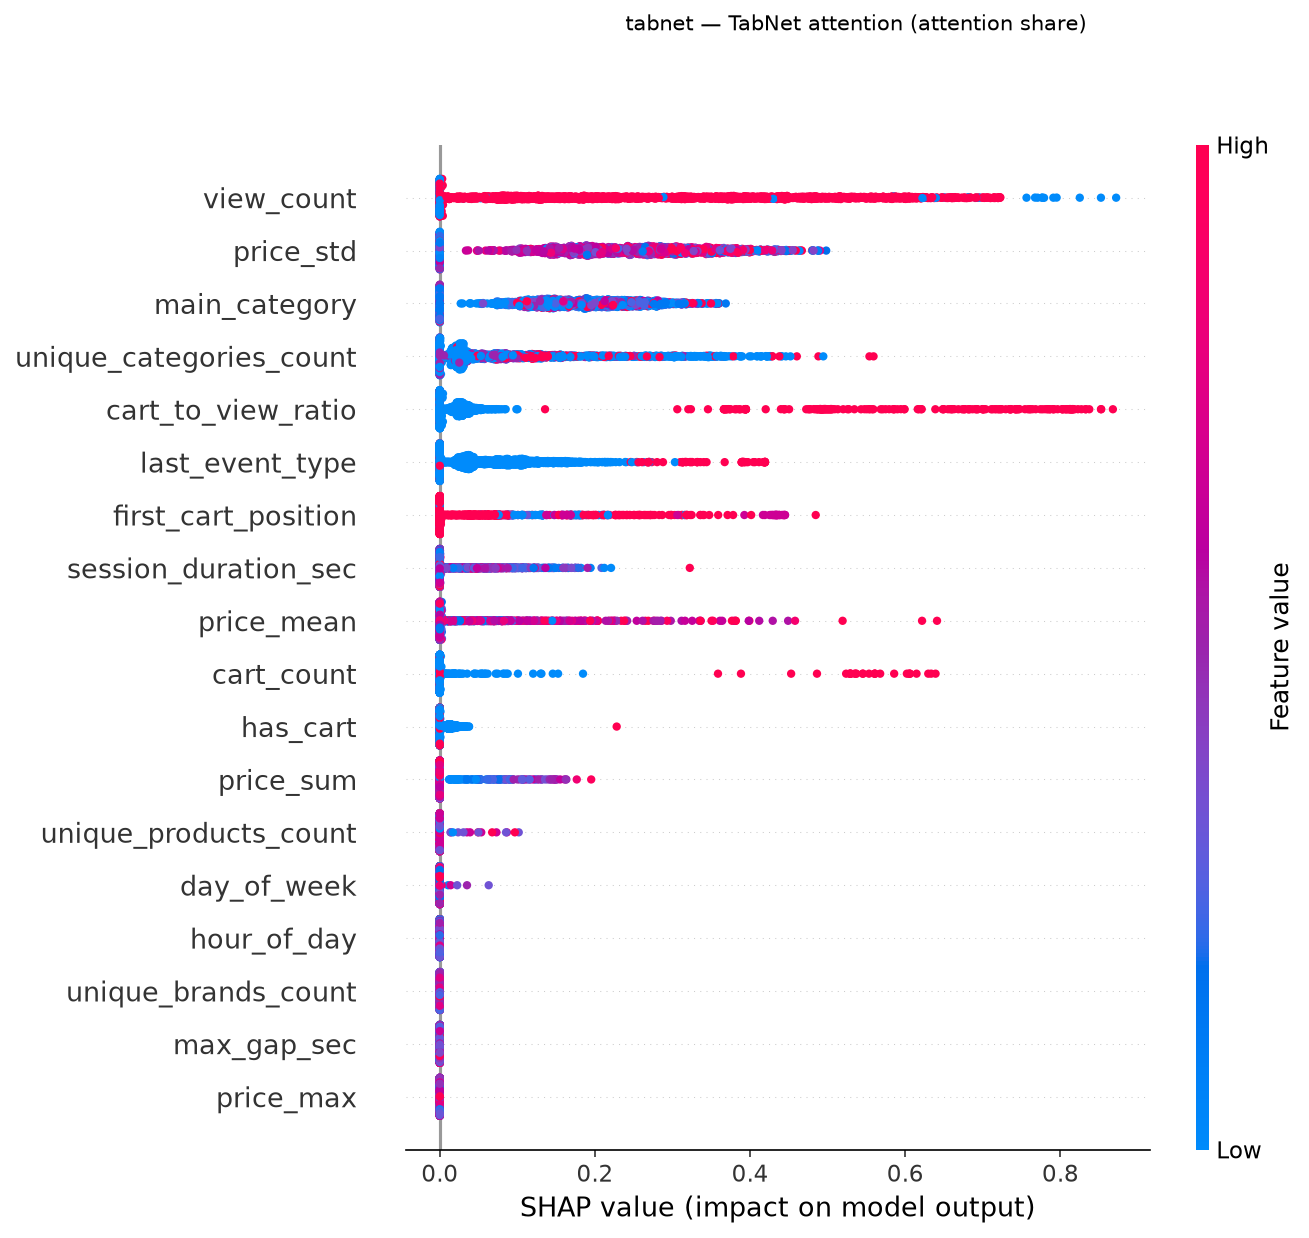 tabnet — TabNet attention (attention share)
High
view_count
price_std
main_category
unique_categories_count
cart_to_view_ratio
last_event_type
first_cart_position
session_duration_sec
price_mean
cart_count
has_cart
price_sum
unique_products_count
day_of_week
hour_of_day
unique_brands_count
max_gap_sec
price_max
Feature value
Low
0.0 0.2 0.4 0.6 0.8
SHAP value (impact on model output)